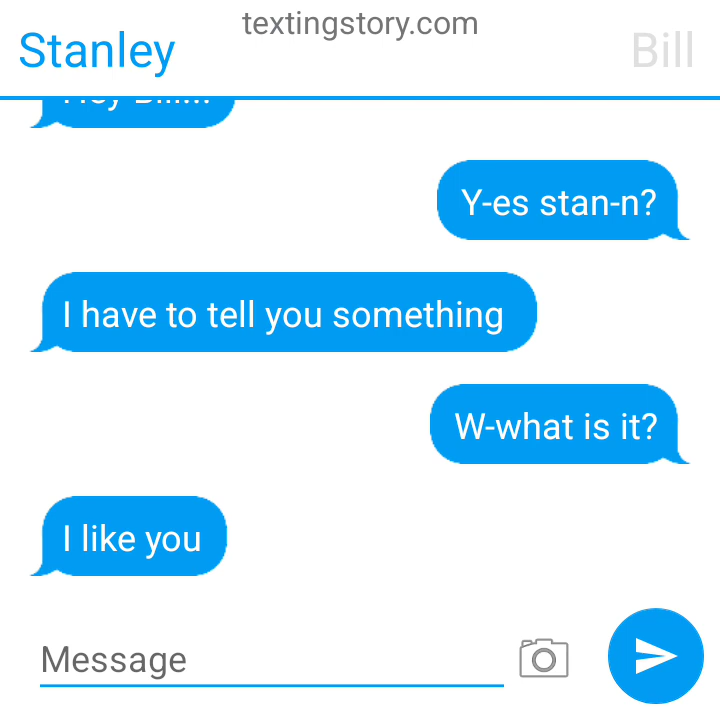 textingstory.com
Stanley
Bill
Y-es stan-n?
I have to tell you something
W-what is it?
I like you
Message